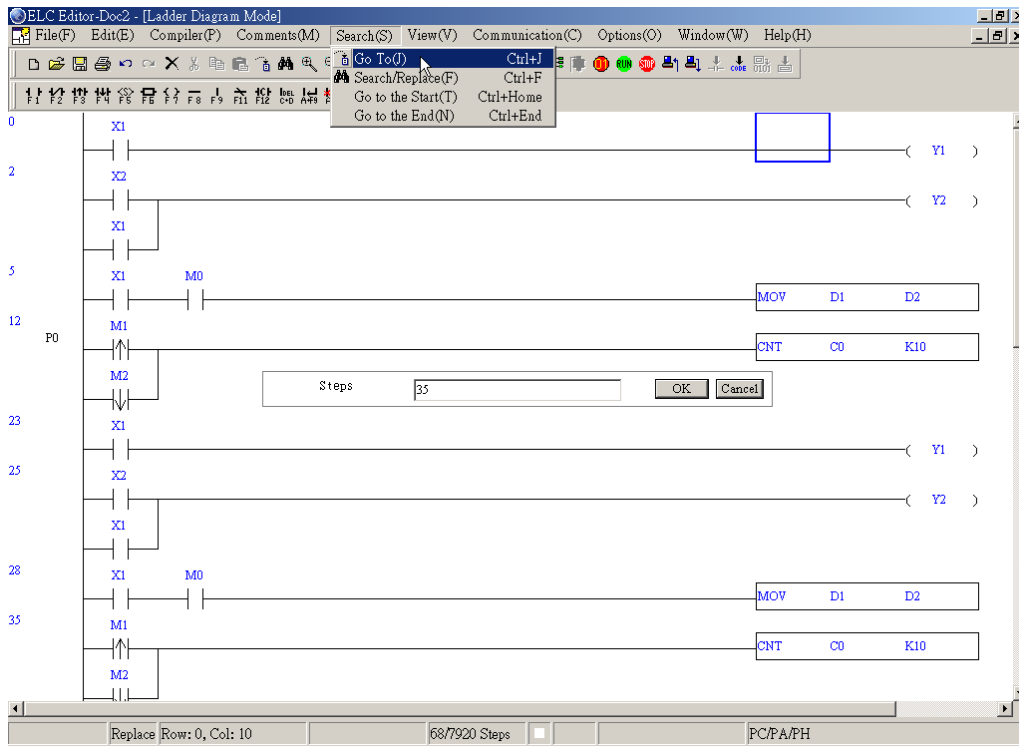 ELC Editor-Doc2 - [Ladder Diagram Mode]
File(F) Edit(E) Compiler(P) Comments(M) Search(S) View(V) Communication(C) Options(O) Window(W) Help(H)
Go To(J) Ctrl+J
Search/Replace(F) Ctrl+F
Go to the Start(T) Ctrl+Home
Go to the End(N) Ctrl+End
RUN STOP CODE
F1 F2 F3 F4 F5 F6 F7 F8 F9 F11 F12 C+D A+F9
0
X1
Y1
2
X2
Y2
X1
5
X1 M0
MOV D1 D2
12
P0
M1
CNT C0 K10
M2
Steps 35 OK Cancel
23
X1
Y1
25
X2
Y2
X1
28
X1 M0
MOV D1 D2
35
M1
CNT C0 K10
M2
Replace Row: 0, Col: 10 68/7920 Steps PC/PA/PH